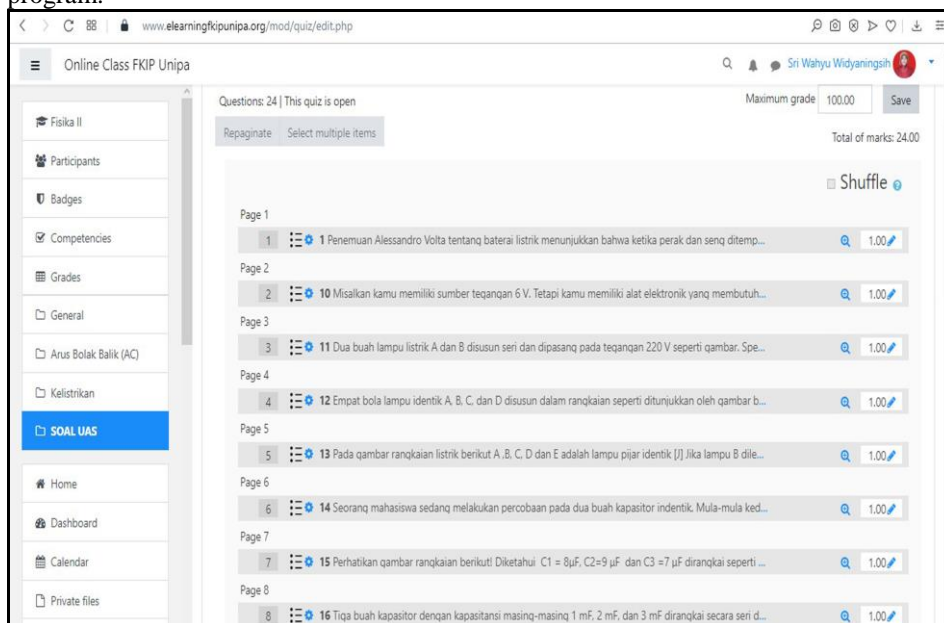 program.
www.elearningfkipunipa.org/mod/quiz/edit.php
Online Class FKIP Unipa
Sri Wahyu Widyaningsih
Fisika II
Participants
Badges
Competencies
Grades
General
Arus Bolak Balik (AC)
Kelistrikan
SOAL UAS
Home
Dashboard
Calendar
Private files
Questions: 24 | This quiz is open
Maximum grade 100.00 Save
Repaginate Select multiple items
Total of marks: 24.00
Shuffle
Page 1
1 1 Penemuan Alessandro Volta tentang baterai listrik menunjukkan bahwa ketika perak dan seng ditemp... 1.00
Page 2
2 10 Misalkan kamu memiliki sumber tegangan 6 V. Tetapi kamu memiliki alat elektronik yang membutuh... 1.00
Page 3
3 11 Dua buah lampu listrik A dan B disusun seri dan dipasang pada tegangan 220 V seperti gambar. Spe... 1.00
Page 4
4 12 Empat bola lampu identik A, B, C, dan D disusun dalam rangkaian seperti ditunjukkan oleh gambar b... 1.00
Page 5
5 13 Pada gambar rangkaian listrik berikut A ,B, C, D dan E adalah lampu pijar identik [J] Jika lampu B dile... 1.00
Page 6
6 14 Seorang mahasiswa sedang melakukan percobaan pada dua buah kapasitor indentik. Mula-mula ked... 1.00
Page 7
7 15 Perhatikan gambar rangkaian berikut! Diketahui C1 = 8μF, C2=9 μF dan C3 =7 μF dirangkai seperti ... 1.00
Page 8
8 16 Tiga buah kapasitor dengan kapasitansi masing-masing 1 mF, 2 mF, dan 3 mF dirangkai secara seri d... 1.00